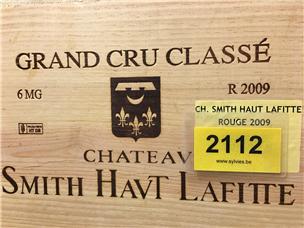 GRAND CRU CLASSÉ
6 MG
R 2009
CH. SMITH HAUT LAFITTE
ROUGE 2009
2112
www.sylvies.be
CHATEAU
SMITH HAVT LAFITTE